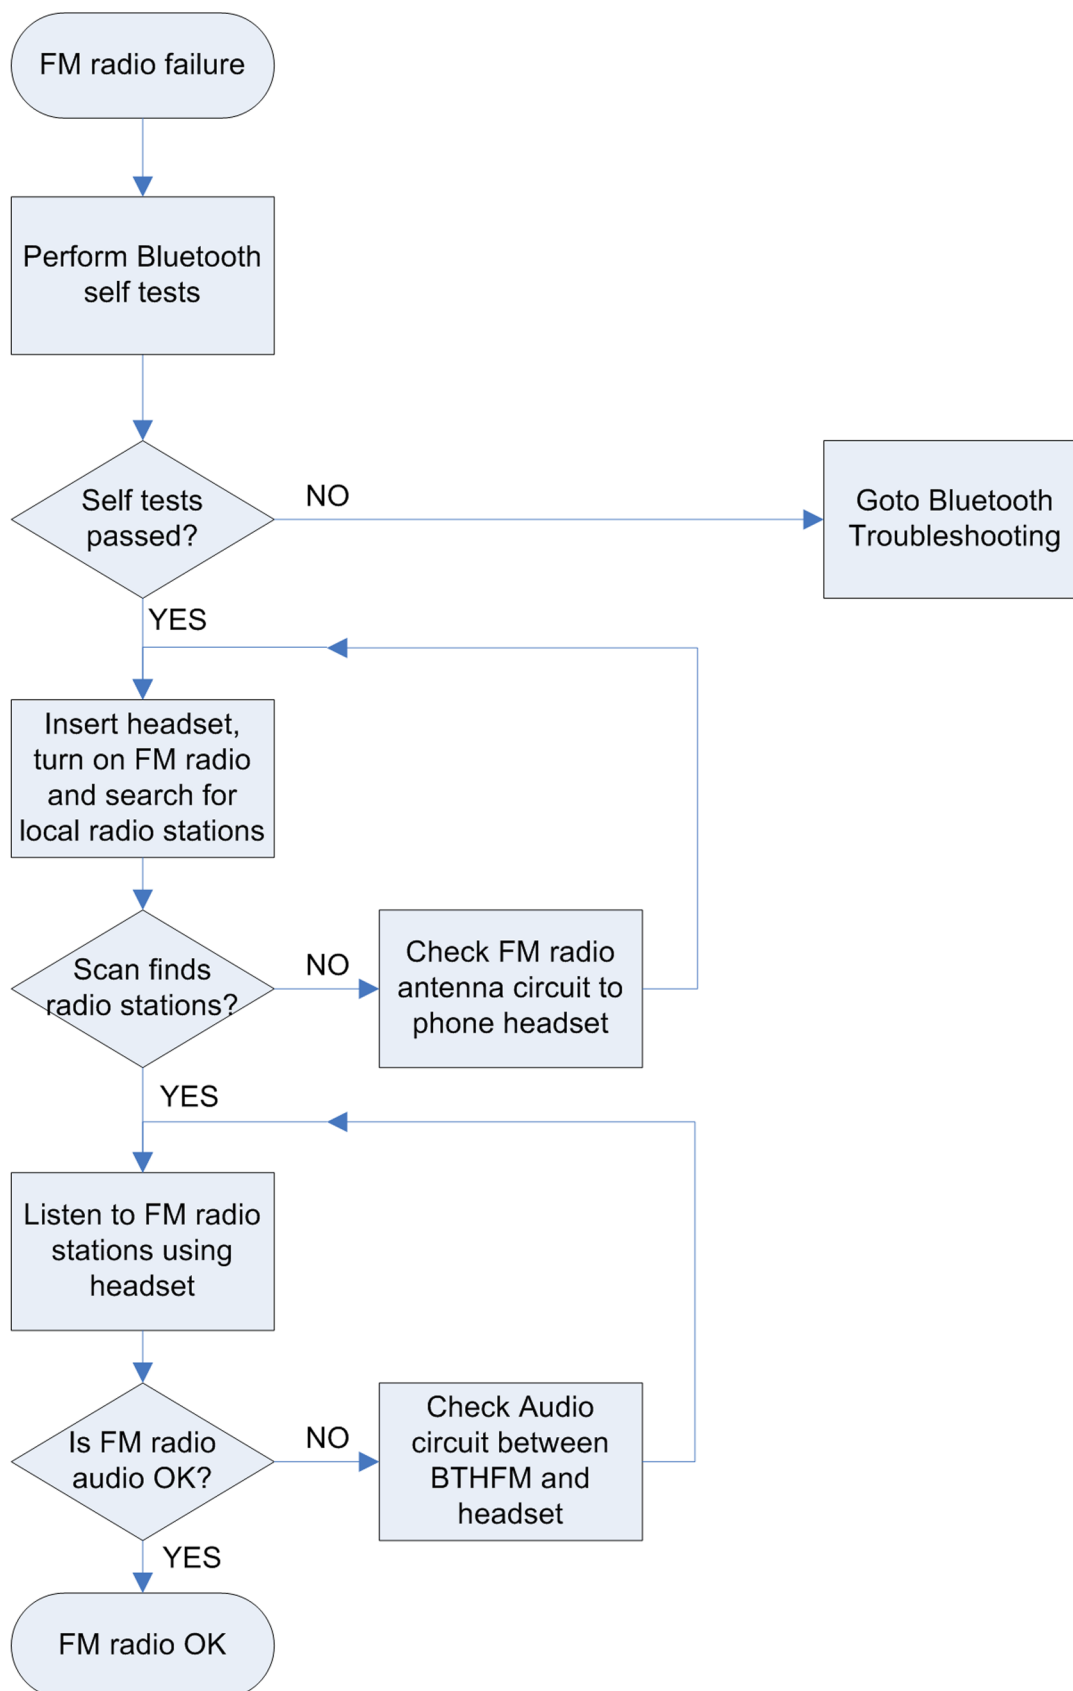 FM radio failure
Perform Bluetooth
self tests
Self tests
passed?
NO
Goto Bluetooth
Troubleshooting
YES
Insert headset,
turn on FM radio
and search for
local radio stations
Scan finds
radio stations?
NO
Check FM radio
antenna circuit to
phone headset
YES
Listen to FM radio
stations using
headset
Is FM radio
audio OK?
NO
Check Audio
circuit between
BTHFM and
headset
YES
FM radio OK